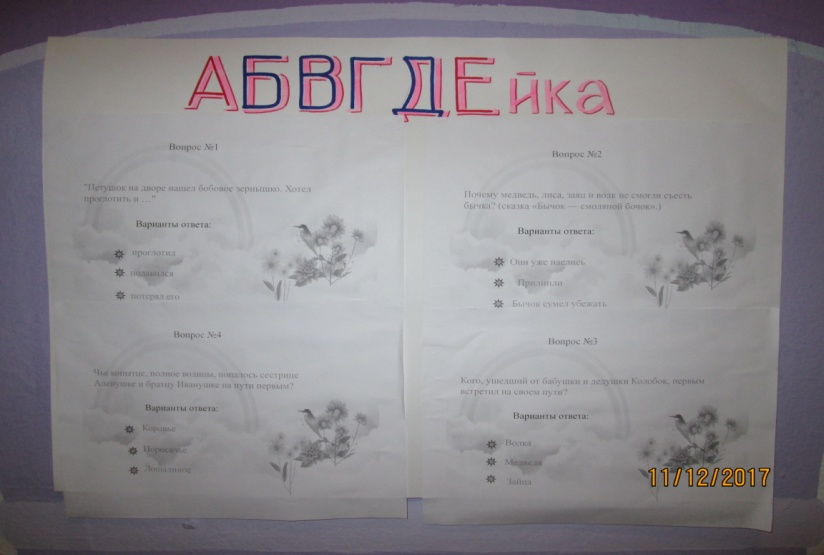 АБВГДЕйка
Вопрос №1
"Петушок на дворе нашел бобовое зернышко. Хотел
проглотить и …"
Варианты ответа:
проглотил
подавился
потерял его
Вопрос №2
Почему медведь, лиса, заяц и волк не смогли съесть
бычка? (сказка «Бычок — смоляной бочок».)
Варианты ответа:
Они уже наелись
Прилипли
Бычок сумел убежать
Вопрос №4
Чье копытце, полное водицы, попалось сестрице
Аленушке и братцу Иванушке на пути первым?
Варианты ответа:
Коровье
Поросячье
Лошадиное
Вопрос №3
Кого, ушедший от бабушки и дедушки Колобок, первым
встретил на своем пути?
Варианты ответа:
Волка
Медведя
Зайца
11/12/2017